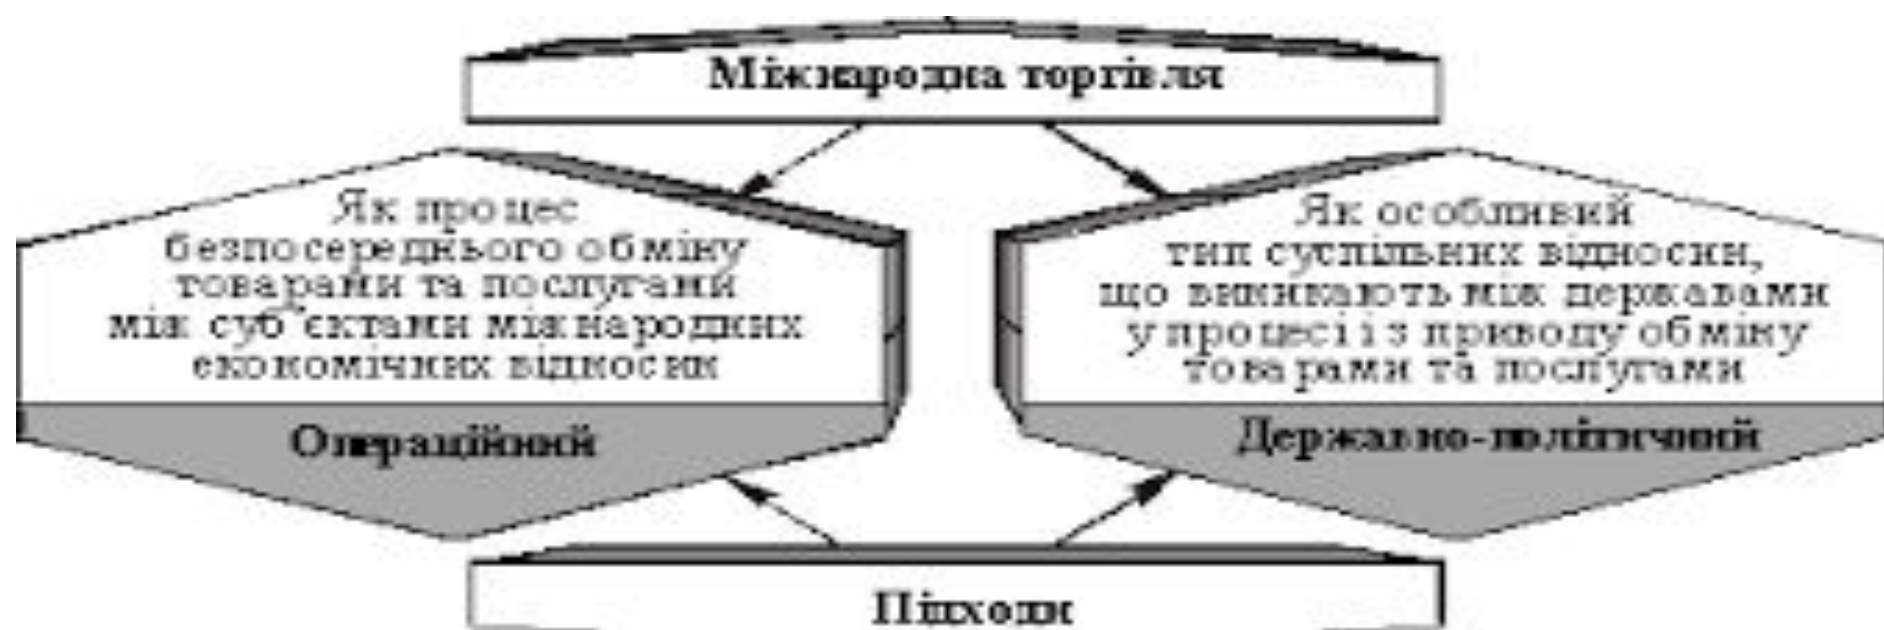 Міжнародна торгівля
Як процес
безпосереднього обміну
товарами та послугами
між суб'єктами міжнародних
економічних відносин
Операційний
Як особливий
тип суспільних відносин,
що виникають між державами
у процесі і з приводу обміну
товарами та послугами
Державно-політичний
Підходи